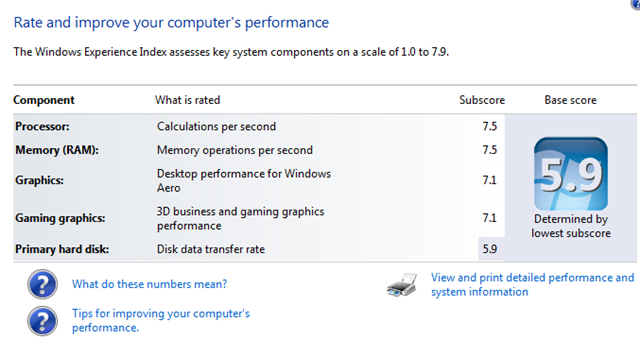 Rate and improve your computer's performance
The Windows Experience Index assesses key system components on a scale of 1.0 to 7.9.
Component What is rated Subscore Base score
Processor: Calculations per second 7.5
Memory (RAM): Memory operations per second 7.5
Graphics: Desktop performance for Windows
Aero 7.1
Gaming graphics: 3D business and gaming graphics
performance 7.1
Primary hard disk: Disk data transfer rate 5.9
5.9
Determined by
lowest subscore
? What do these numbers mean?
? Tips for improving your computer's
performance.
View and print detailed performance and
system information